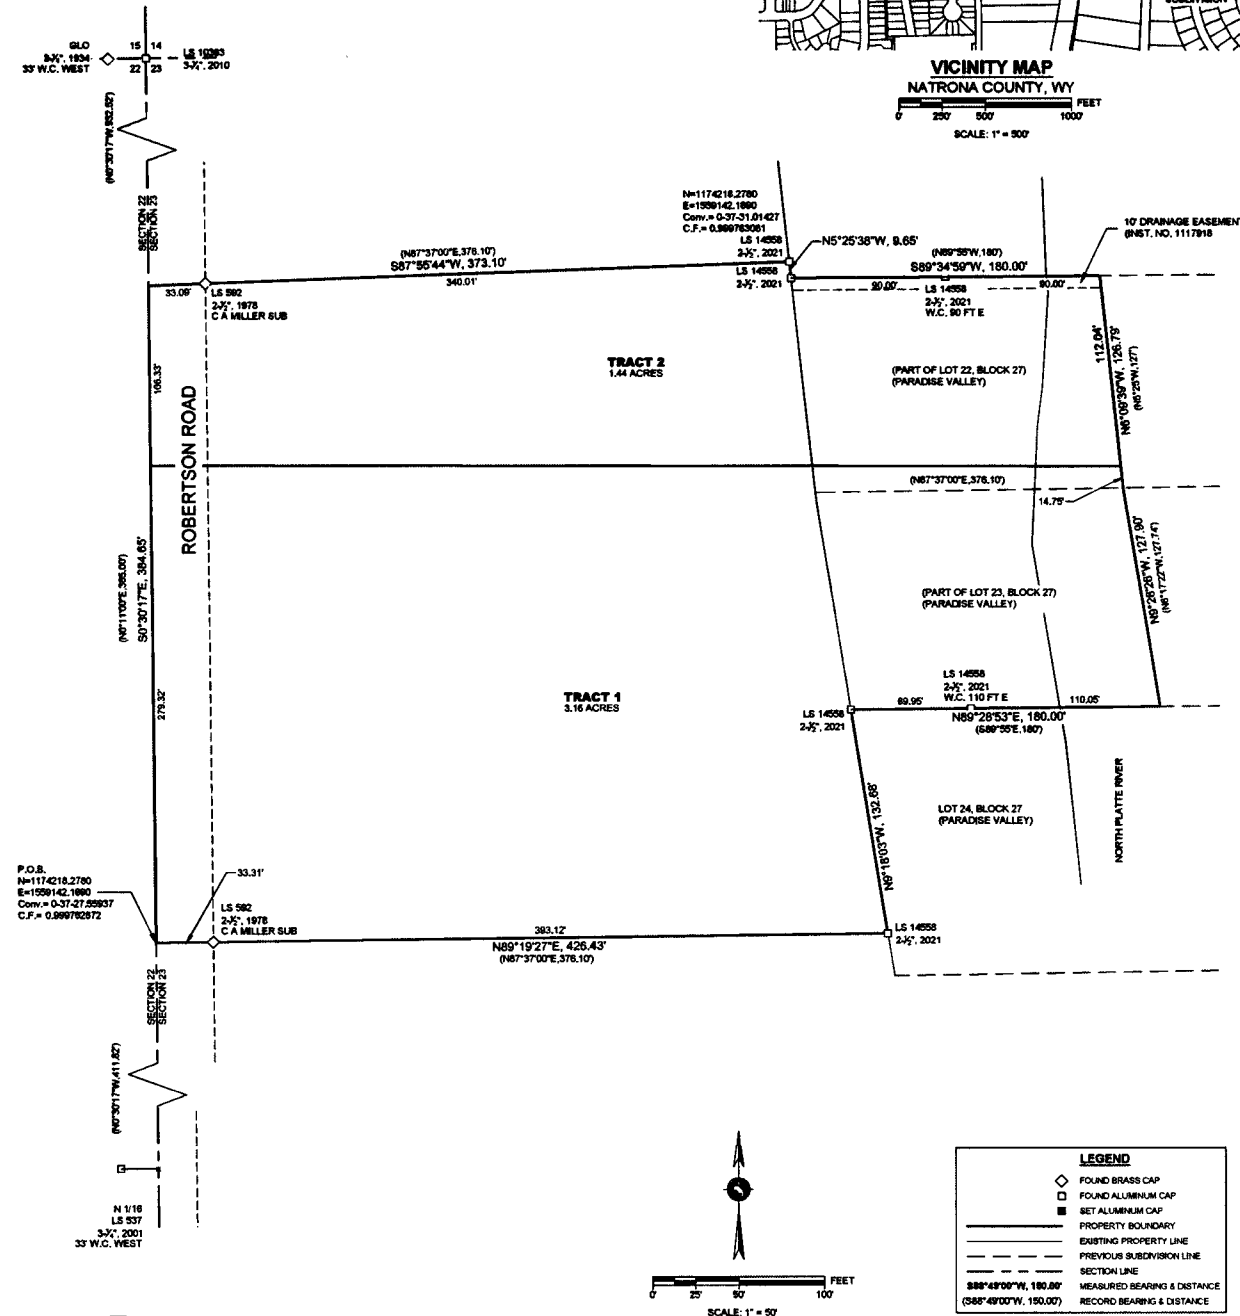 SUBDIVISION
VICINITY MAP
NATRONA COUNTY, WY
FEET
0' 250' 500' 1000'
SCALE: 1" = 500'
GLO
3-½", 1934
33' W.C. WEST
15 14
22 23
LS 10383
3-¼", 2010
(N0°30'17"W,932.52')
SECTION 22
SECTION 23
N=1174218.2780
E=1559142.1690
Conv.= 0-37-31.01427
C.F.= 0.999763061
LS 14558
2-½", 2021
LS 14558
2-½", 2021
N5°25'38"W, 9.65'
(N89°55'W,180')
S89°34'59"W, 180.00'
10' DRAINAGE EASEMENT
(INST. NO. 1117918
(N87°37'00"E,376.10')
S87°55'44"W, 373.10'
33.09'
340.01'
90.00'
90.00'
LS 14558
2-½", 2021
W.C. 90 FT E
LS 592
2-½", 1978
C A MILLER SUB
TRACT 2
1.44 ACRES
(PART OF LOT 22, BLOCK 27)
(PARADISE VALLEY)
112.04'
N6°09'39"W, 126.79'
(N5°25'W,127')
ROBERTSON ROAD
(N87°37'00"E,376.10')
14.75'
(N0°11'00"E,385.00')
S0°30'17"E, 384.65'
279.32'
(PART OF LOT 23, BLOCK 27)
(PARADISE VALLEY)
N9°28'26"W, 127.90'
TRACT 1
3.16 ACRES
LS 14558
2-½", 2021
W.C. 110 FT E
69.95'
110.05'
LS 14558
2-½", 2021
N89°28'53"E, 180.00'
(S89°55'E,180')
N9°18'03"W, 132.68'
LOT 24, BLOCK 27
(PARADISE VALLEY)
NORTH PLATTE RIVER
P.O.B.
N=1174218.2780
E=1559142.1690
Conv.= 0-37-27.55937
C.F.= 0.999762872
33.31'
LS 592
2-½", 1978
C A MILLER SUB
LS 14558
2-½", 2021
393.12'
N89°19'27"E, 426.43'
(N87°37'00"E,376.10')
SECTION 22
SECTION 23
(N0°30'17"W,411.82')
N 1/16
LS 537
3-¼", 2001
33' W.C. WEST
FEET
0' 25' 50' 100'
SCALE: 1" = 50'
LEGEND
FOUND BRASS CAP
FOUND ALUMINUM CAP
SET ALUMINUM CAP
PROPERTY BOUNDARY
EXISTING PROPERTY LINE
PREVIOUS SUBDIVISION LINE
SECTION LINE
MEASURED BEARING & DISTANCE
(S88°49'00"W, 150.00') RECORD BEARING & DISTANCE